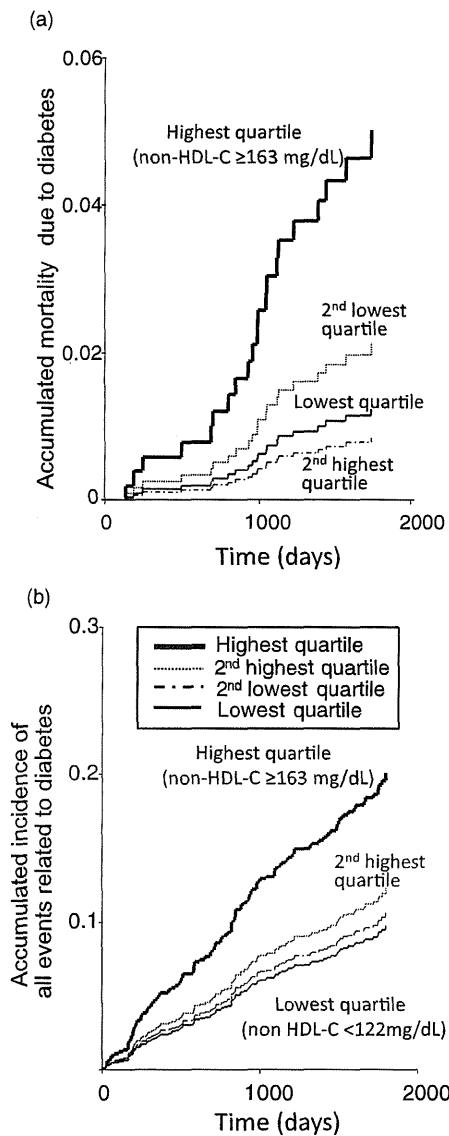 (a)
0.06
0.04
0.02
0
Accumulated mortality due to diabetes
Highest quartile
(non-HDL-C ≥163 mg/dL)
2nd lowest
quartile
Lowest quartile
2nd highest
quartile
0
1000
2000
Time (days)
(b)
0.3
0.2
0.1
Accumulated incidence of
all events related to diabetes
Highest quartile
2nd highest quartile
2nd lowest quartile
Lowest quartile
Highest quartile
(non-HDL-C ≥163 mg/dL)
2nd highest
quartile
Lowest quartile
(non HDL-C <122mg/dL)
0
1000
2000
Time (days)